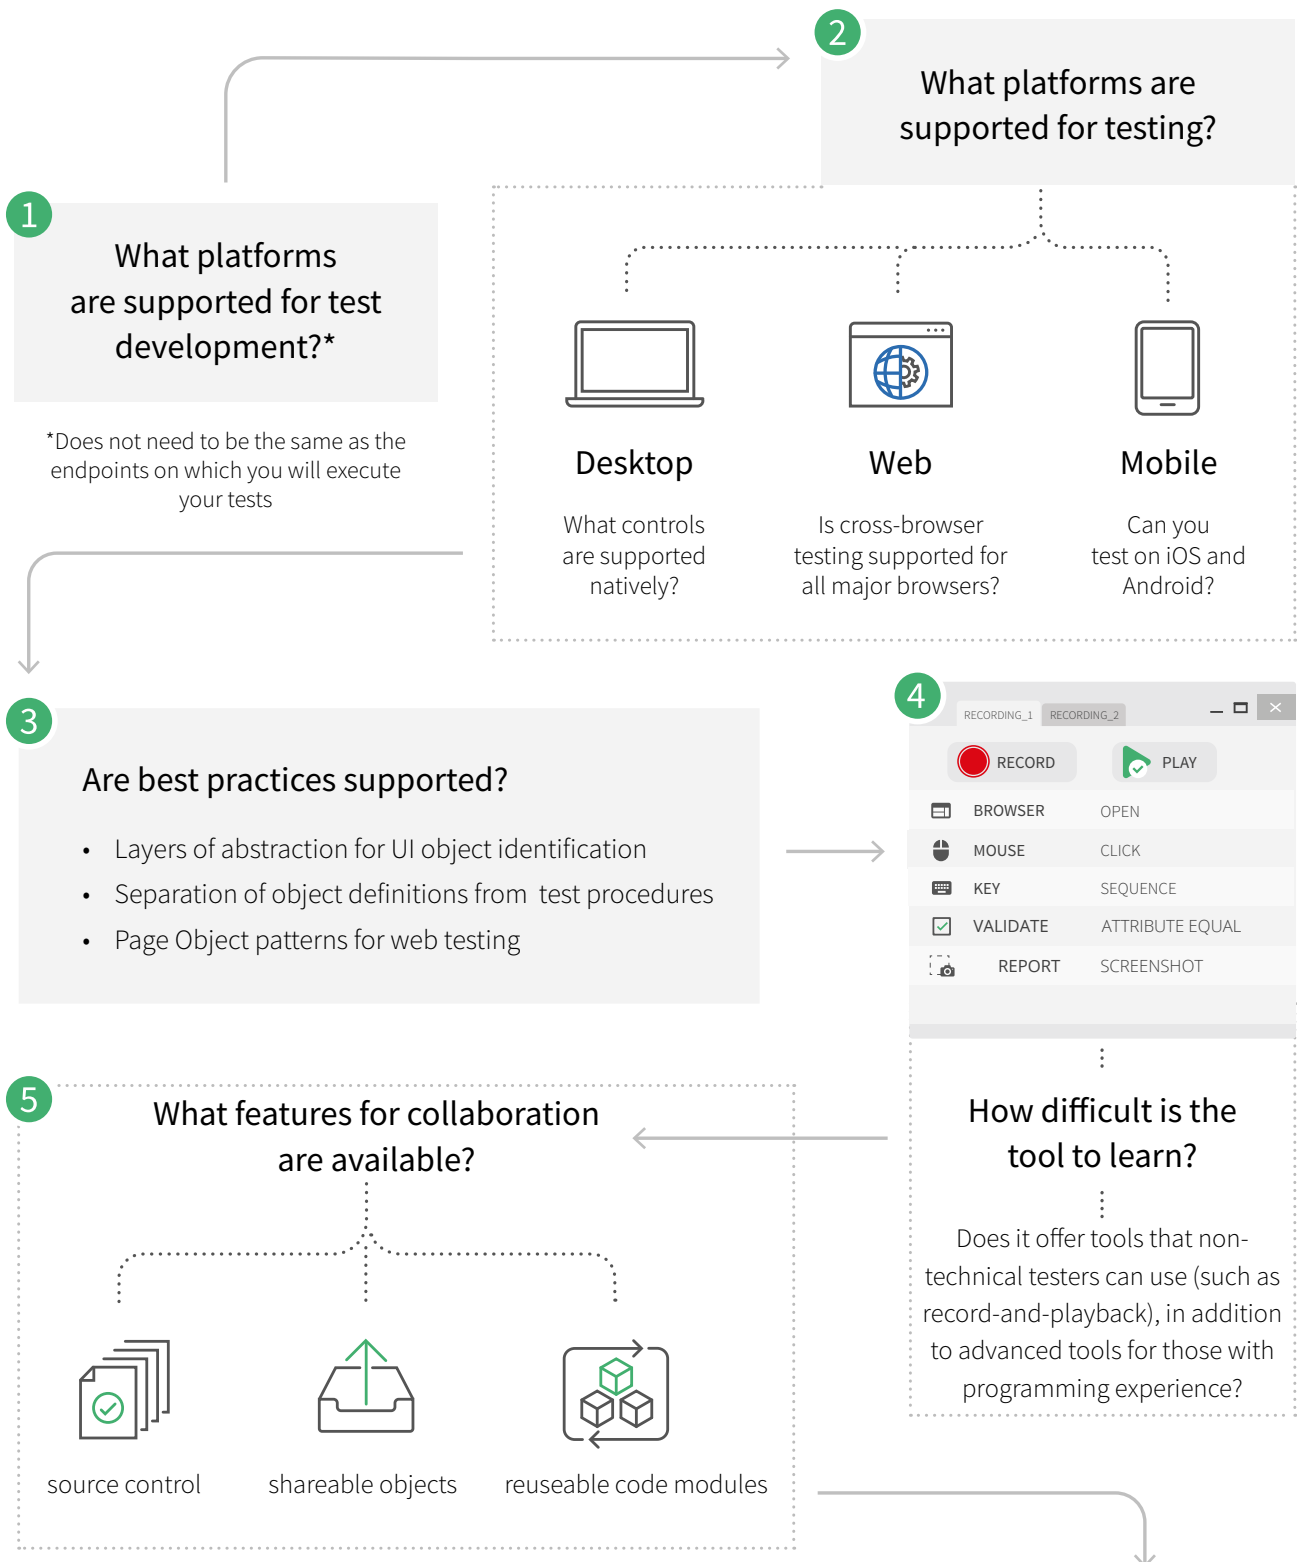 1
What platforms
are supported for test
development?*
*Does not need to be the same as the
endpoints on which you will execute
your tests
2
What platforms are
supported for testing?
Desktop
What controls
are supported
natively?
Web
Is cross-browser
testing supported for
all major browsers?
Mobile
Can you
test on iOS and
Android?
3
Are best practices supported?
• Layers of abstraction for UI object identification
• Separation of object definitions from test procedures
• Page Object patterns for web testing
4
RECORDING_1 RECORDING_2
RECORD PLAY
BROWSER OPEN
MOUSE CLICK
KEY SEQUENCE
VALIDATE ATTRIBUTE EQUAL
REPORT SCREENSHOT
How difficult is the
tool to learn?
Does it offer tools that non-
technical testers can use (such as
record-and-playback), in addition
to advanced tools for those with
programming experience?
5
What features for collaboration
are available?
source control
shareable objects
reuseable code modules